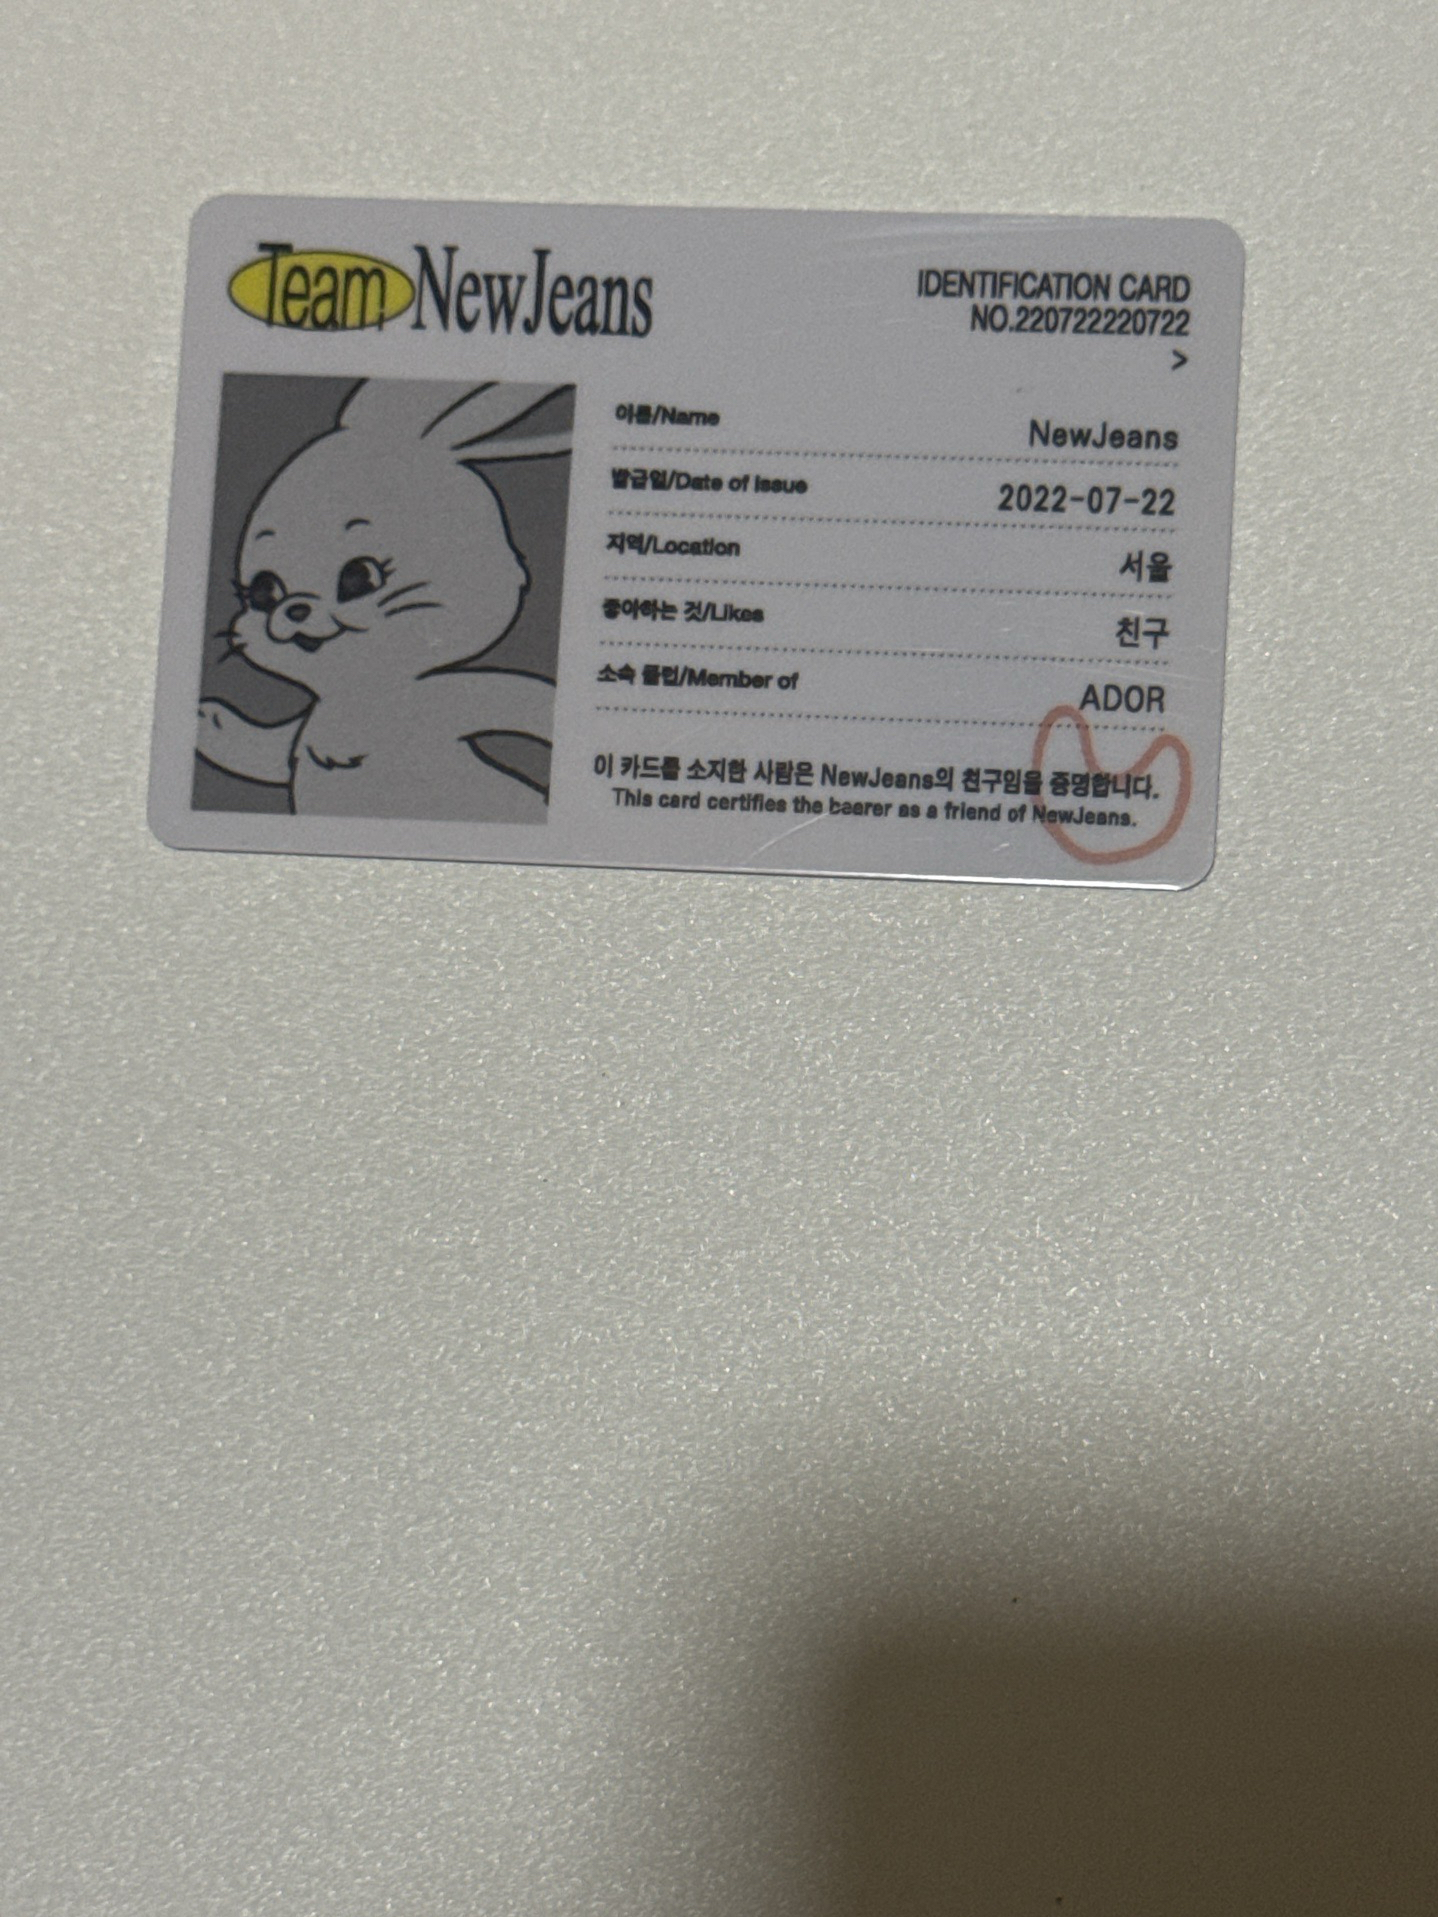 Team NewJeans
IDENTIFICATION CARD
NO.220722220722
>
이름/Name
NewJeans
발급일/Date of issue
2022-07-22
지역/Location
서울
좋아하는 것/Likes
친구
소속 클럽/Member of
ADOR
이 카드를 소지한 사람은 NewJeans의 친구임을 증명합니다.
This card certifies the bearer as a friend of NewJeans.